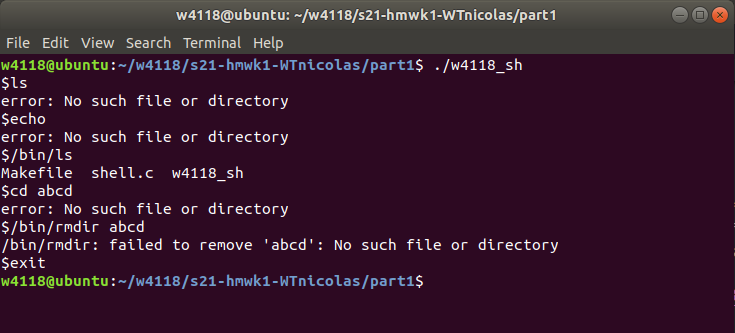 w4118@ubuntu: ~/w4118/s21-hmwk1-WTnicolas/part1
File Edit View Search Terminal Help
w4118@ubuntu:~/w4118/s21-hmwk1-WTnicolas/part1$ ./w4118_sh
$ls
error: No such file or directory
$echo
error: No such file or directory
$/bin/ls
Makefile  shell.c  w4118_sh
$cd abcd
error: No such file or directory
$/bin/rmdir abcd
/bin/rmdir: failed to remove 'abcd': No such file or directory
$exit
w4118@ubuntu:~/w4118/s21-hmwk1-WTnicolas/part1$